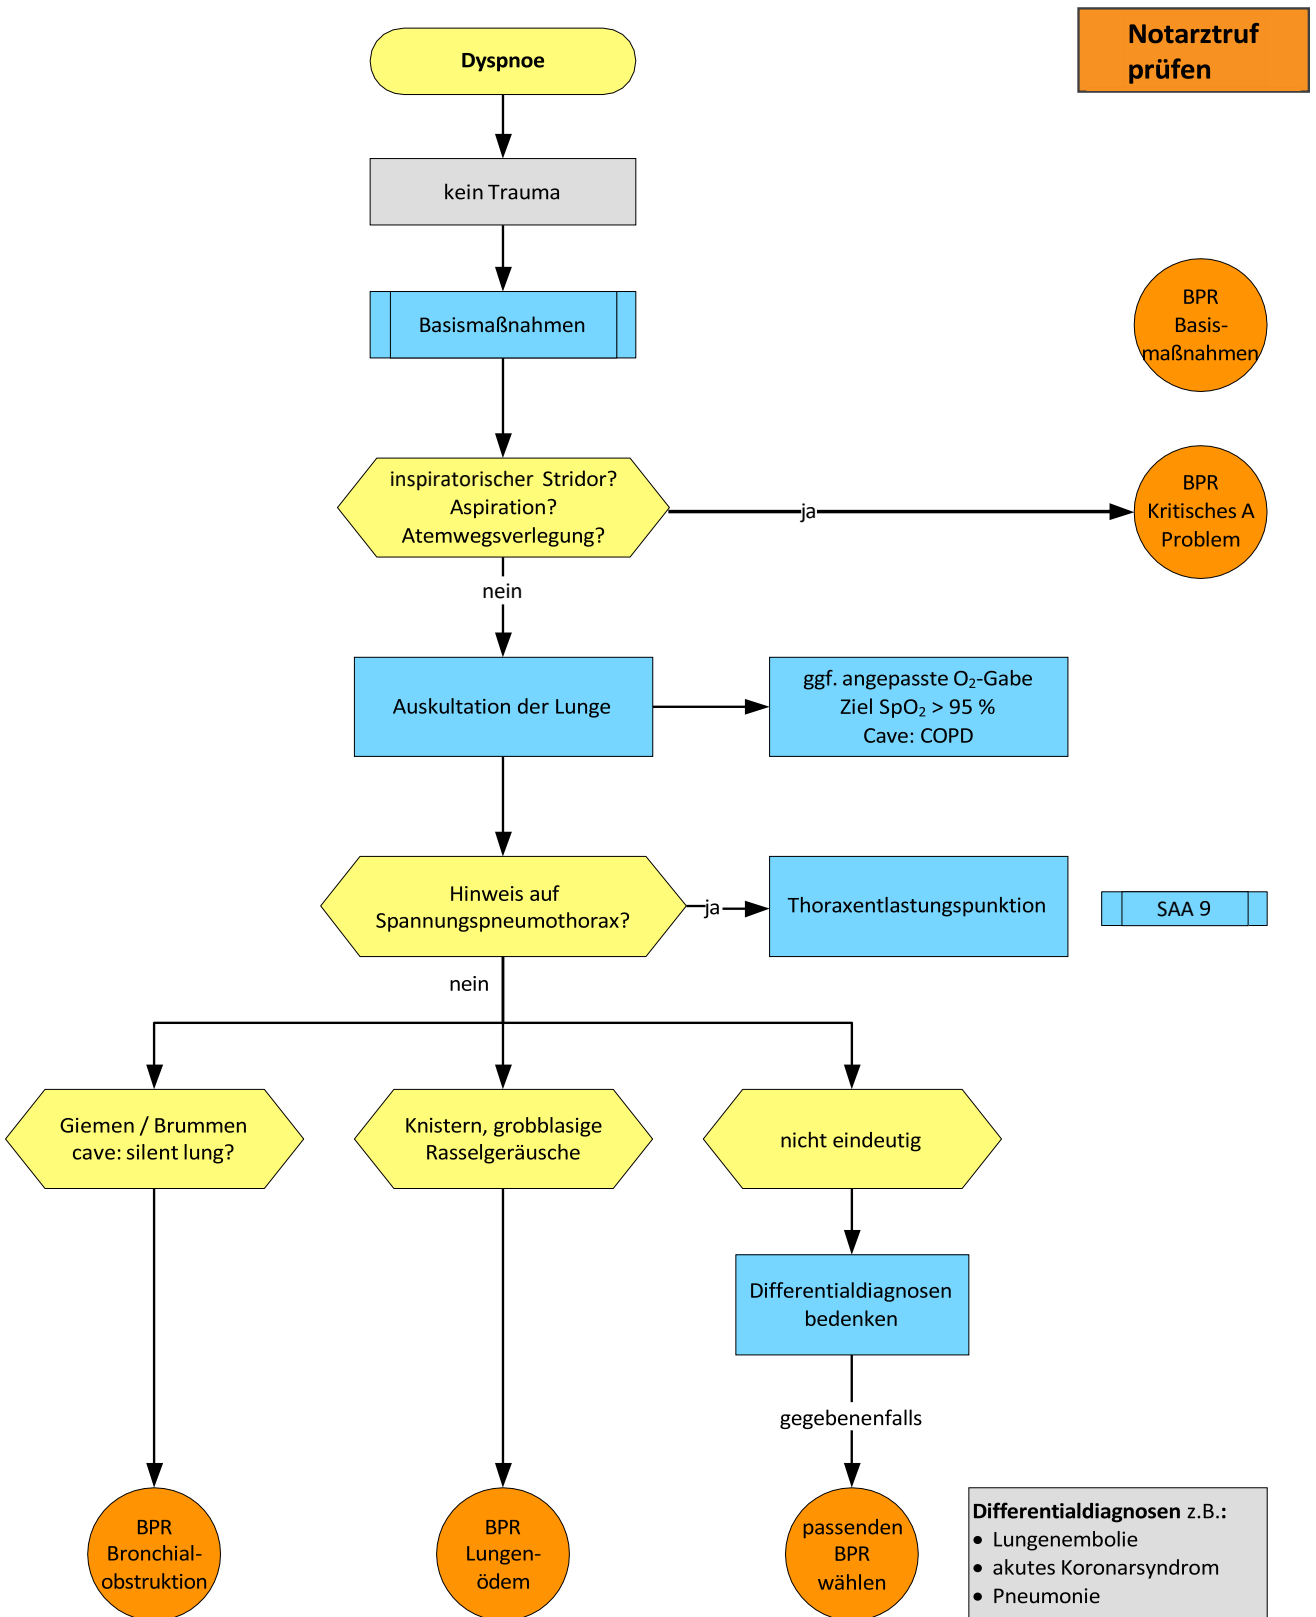 Notarztruf
prüfen
Dyspnoe
kein Trauma
Basismaßnahmen
BPR
Basis-
maßnahmen
inspiratorischer Stridor?
Aspiration?
Atemwegsverlegung?
ja
BPR
Kritisches A
Problem
nein
Auskultation der Lunge
ggf. angepasste O₂-Gabe
Ziel SpO₂ > 95 %
Cave: COPD
Hinweis auf
Spannungspneumothorax?
ja
Thoraxentlastungspunktion
SAA 9
nein
Giemen / Brummen
cave: silent lung?
Knistern, grobblasige
Rasselgeräusche
nicht eindeutig
Differentialdiagnosen
bedenken
gegebenenfalls
BPR
Bronchial-
obstruktion
BPR
Lungen-
ödem
passenden
BPR
wählen
Differentialdiagnosen z.B.:
• Lungenembolie
• akutes Koronarsyndrom
• Pneumonie